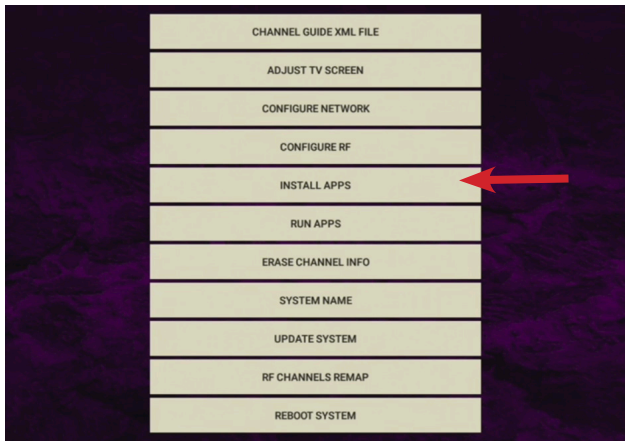 CHANNEL GUIDE XML FILE
ADJUST TV SCREEN
CONFIGURE NETWORK
CONFIGURE RF
INSTALL APPS
RUN APPS
ERASE CHANNEL INFO
SYSTEM NAME
UPDATE SYSTEM
RF CHANNELS REMAP
REBOOT SYSTEM